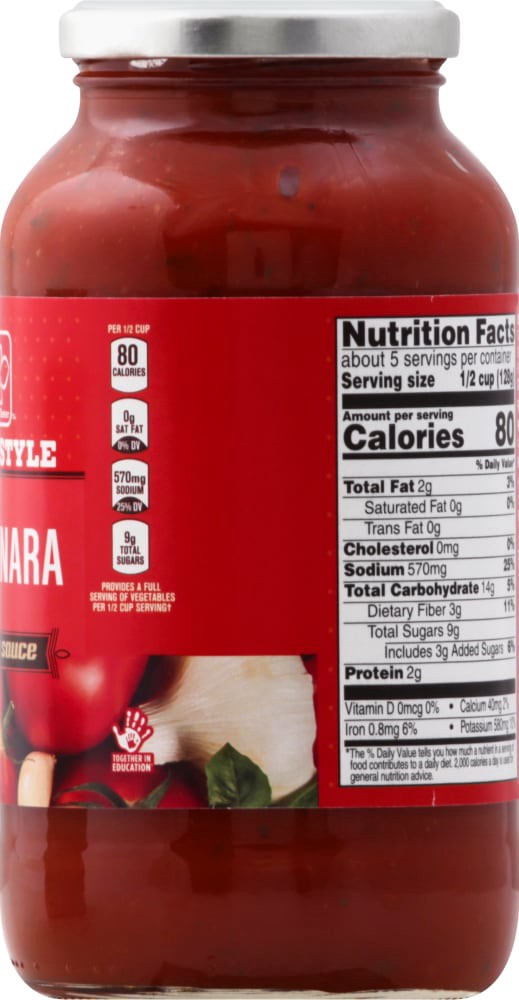 STYLE
NARA
sauce
PER 1/2 CUP
80
CALORIES
0g
SAT FAT
0% DV
570mg
SODIUM
25% DV
9g
TOTAL
SUGARS
PROVIDES A FULL
SERVING OF VEGETABLES
PER 1/2 CUP SERVING†
TOGETHER IN
EDUCATION
Nutrition Facts
about 5 servings per container
Serving size 1/2 cup (128g)
Amount per serving
Calories 80
% Daily Value*
Total Fat 2g 3%
Saturated Fat 0g 0%
Trans Fat 0g
Cholesterol 0mg 0%
Sodium 570mg 25%
Total Carbohydrate 14g 5%
Dietary Fiber 3g 11%
Total Sugars 9g
Includes 3g Added Sugars 6%
Protein 2g
Vitamin D 0mcg 0% • Calcium 40mg 2%
Iron 0.8mg 6% • Potassium 580mg 10%
*The % Daily Value tells you how much a nutrient in a serving of
food contributes to a daily diet. 2,000 calories a day is used for
general nutrition advice.